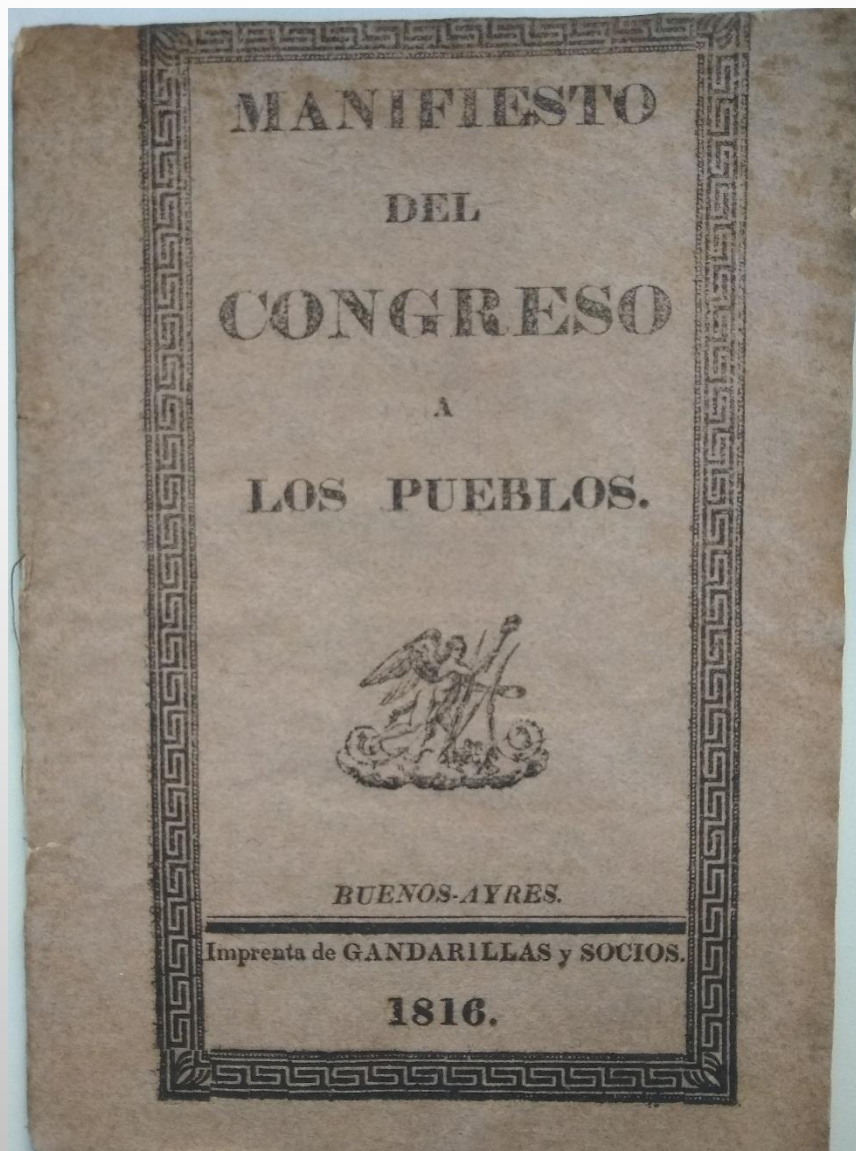 MANIFIESTO
DEL
CONGRESO
A
LOS PUEBLOS.
BUENOS-AYRES.
Imprenta de GANDARILLAS y SOCIOS.
1816.